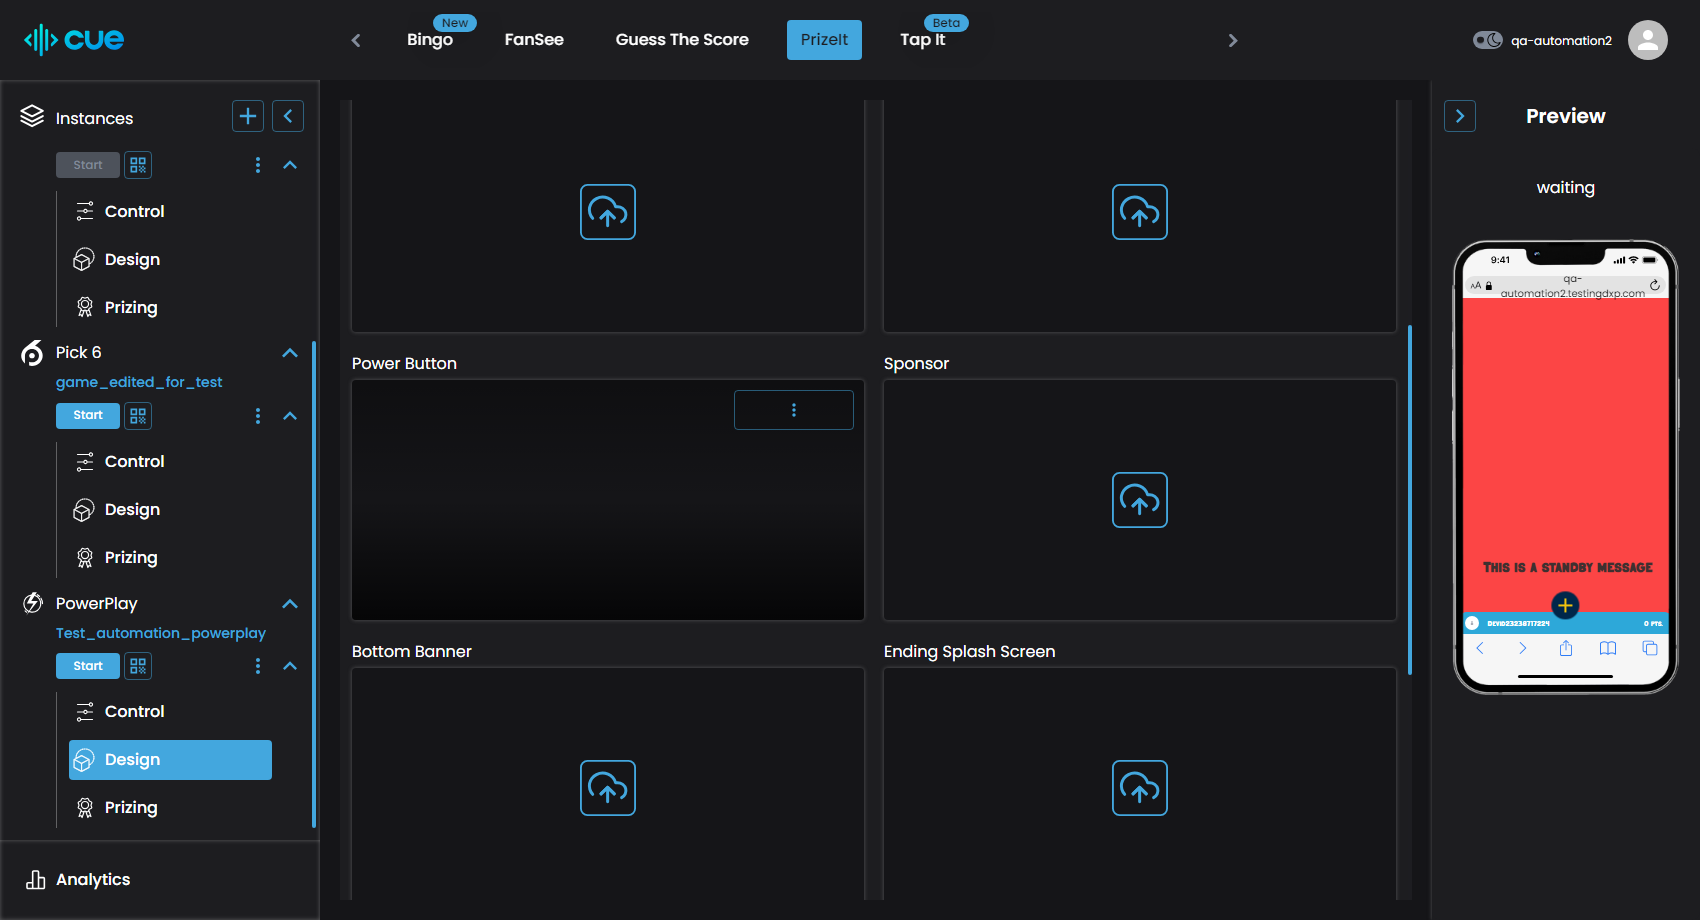 cue
New
Bingo
FanSee
Guess The Score
PrizeIt
Beta
Tap It
qa-automation2
Instances
Start
Control
Design
Prizing
Pick 6
game_edited_for_test
Start
Control
Design
Prizing
PowerPlay
Test_automation_powerplay
Start
Control
Design
Prizing
Analytics
Power Button
Sponsor
Bottom Banner
Ending Splash Screen
Preview
waiting
9:41
AA
qa-
automation2.testingdxp.com
This is a standby message
0 PTS.